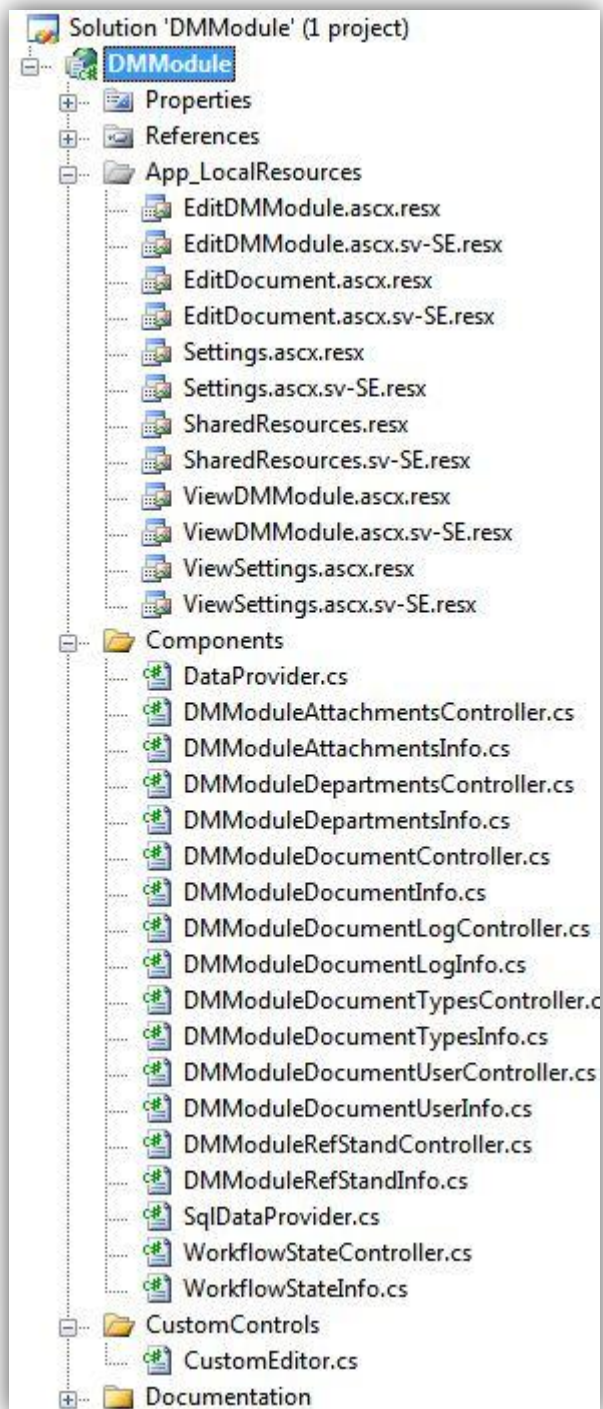 Solution 'DMModule' (1 project)
DMModule
Properties
References
App_LocalResources
EditDMModule.ascx.resx
EditDMModule.ascx.sv-SE.resx
EditDocument.ascx.resx
EditDocument.ascx.sv-SE.resx
Settings.ascx.resx
Settings.ascx.sv-SE.resx
SharedResources.resx
SharedResources.sv-SE.resx
ViewDMModule.ascx.resx
ViewDMModule.ascx.sv-SE.resx
ViewSettings.ascx.resx
ViewSettings.ascx.sv-SE.resx
Components
DataProvider.cs
DMModuleAttachmentsController.cs
DMModuleAttachmentsInfo.cs
DMModuleDepartmentsController.cs
DMModuleDepartmentsInfo.cs
DMModuleDocumentController.cs
DMModuleDocumentInfo.cs
DMModuleDocumentLogController.cs
DMModuleDocumentLogInfo.cs
DMModuleDocumentTypesController.c
DMModuleDocumentTypesInfo.cs
DMModuleDocumentUserController.cs
DMModuleDocumentUserInfo.cs
DMModuleRefStandController.cs
DMModuleRefStandInfo.cs
SqlDataProvider.cs
WorkflowStateController.cs
WorkflowStateInfo.cs
CustomControls
CustomEditor.cs
Documentation